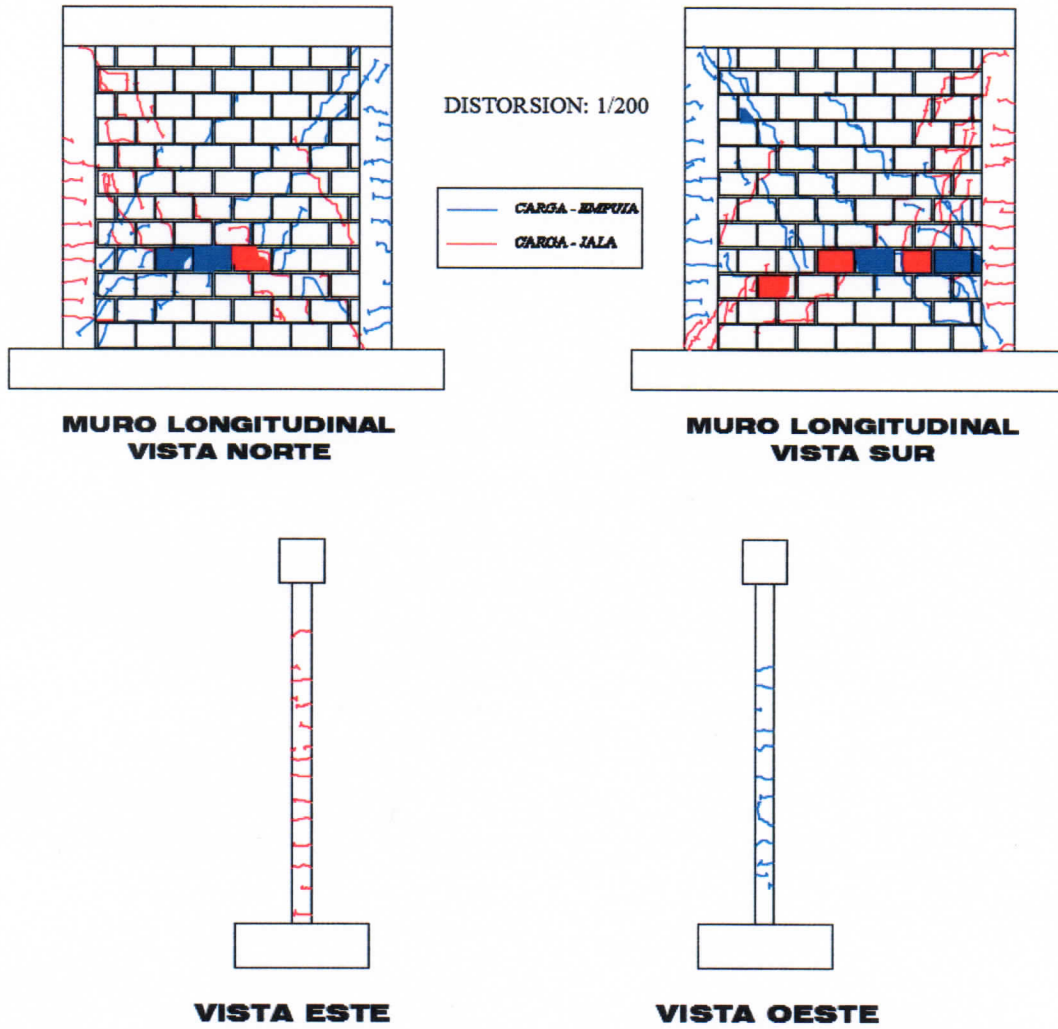 DISTORSION: 1/200
CARGA - EMPUJA
CARGA - JALA
MURO LONGITUDINAL
VISTA NORTE
MURO LONGITUDINAL
VISTA SUR
VISTA ESTE
VISTA OESTE